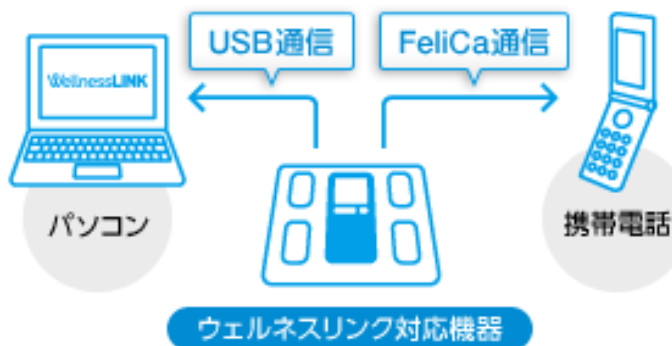 USB通信
FeliCa通信
WellnessLINK
パソコン
携帯電話
ウェルネスリンク対応機器